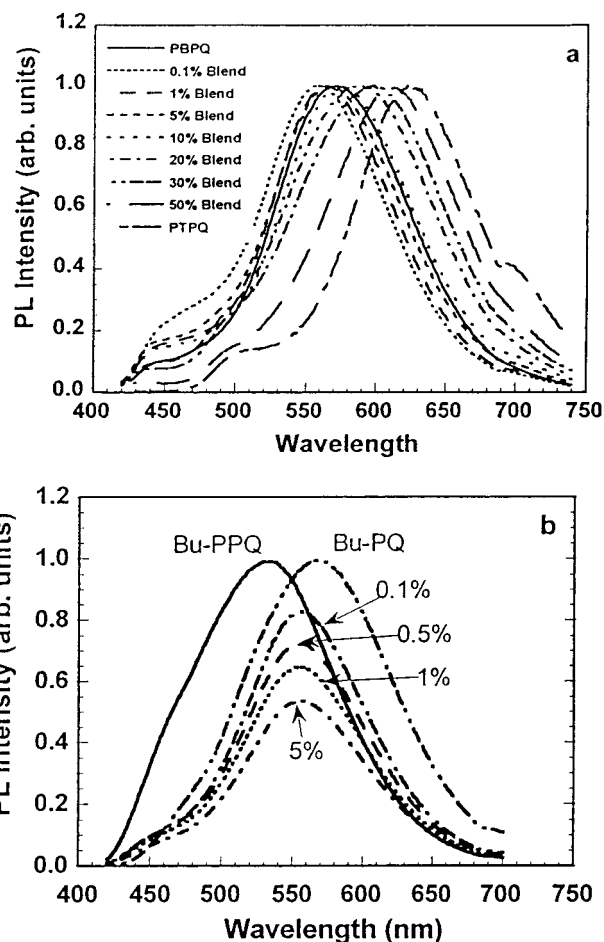 a
PL Intensity (arb. units)
1.2
1.0
0.8
0.6
0.4
0.2
0.0
PBPQ
0.1% Blend
1% Blend
5% Blend
10% Blend
20% Blend
30% Blend
50% Blend
PTPQ
400 450 500 550 600 650 700 750
Wavelength
b
PL Intensity (arb. units)
1.2
1.0
0.8
0.6
0.4
0.2
0.0
Bu-PPQ Bu-PQ
0.1%
0.5%
1%
5%
400 450 500 550 600 650 700 750
Wavelength (nm)